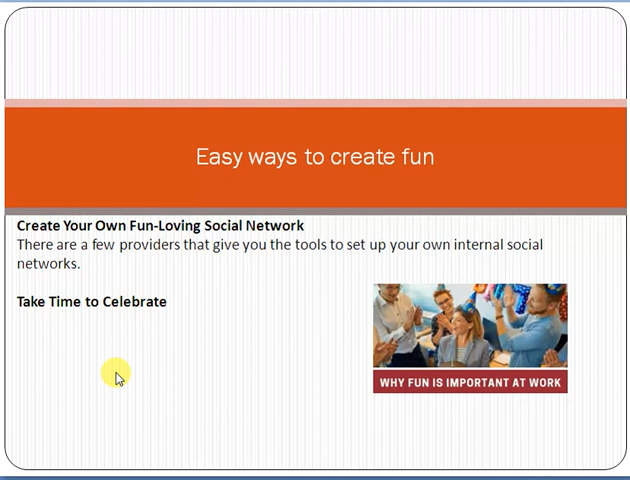 Easy ways to create fun
Create Your Own Fun-Loving Social Network
There are a few providers that give you the tools to set up your own internal social
networks.
Take Time to Celebrate
WHY FUN IS IMPORTANT AT WORK